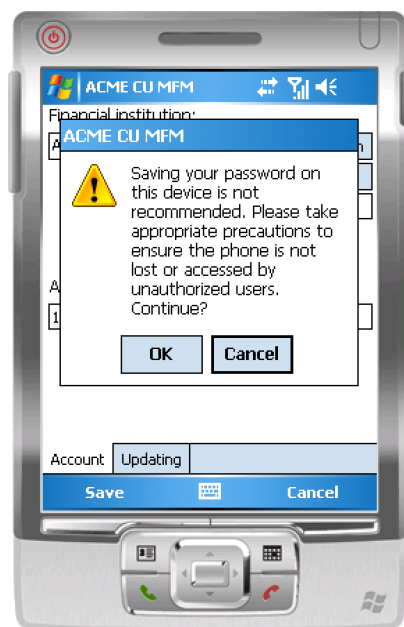 ACME CU MFM
Financial institution:
ACME CU MFM
Saving your password on
this device is not
recommended. Please take
appropriate precautions to
ensure the phone is not
lost or accessed by
unauthorized users.
Continue?
OK Cancel
Account Updating
Save Cancel